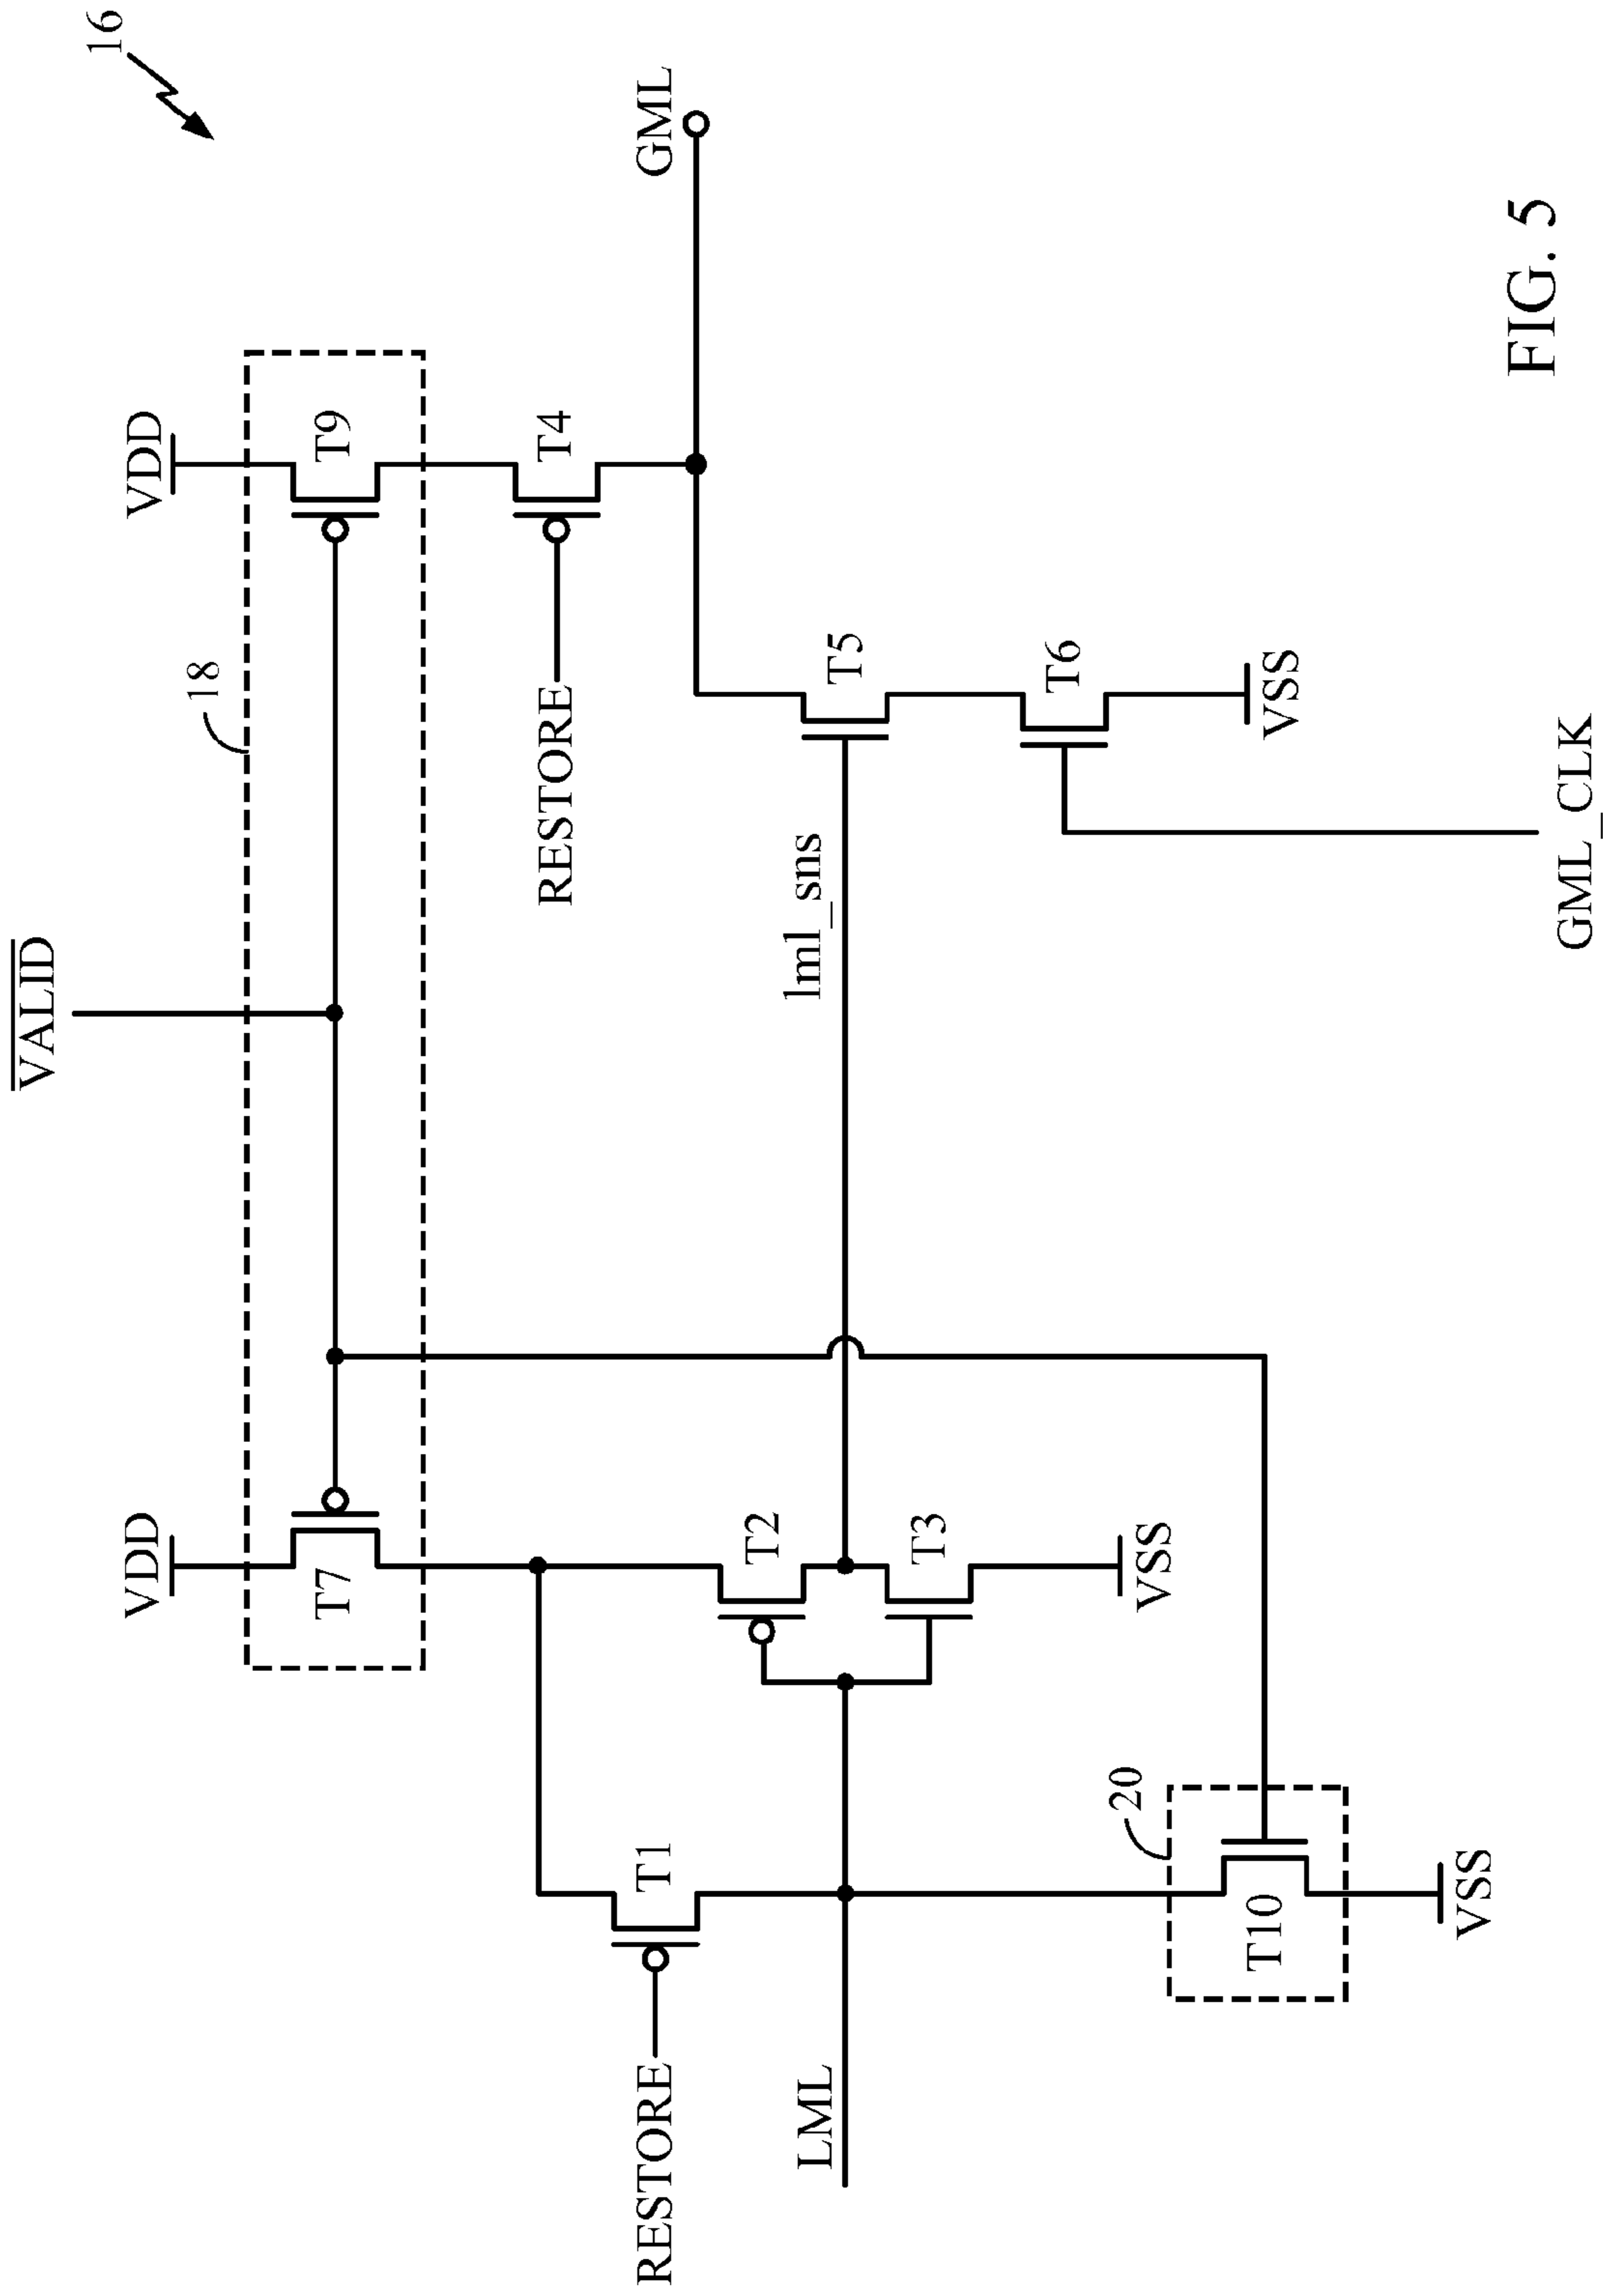 16
VALID
VDD
VDD
18
T7
T9
RESTORE
T1
RESTORE
T4
GML
T2
LML
lml_sns
T5
T3
T6
20
VSS
T10
VSS
VSS
GML_CLK
FIG. 5